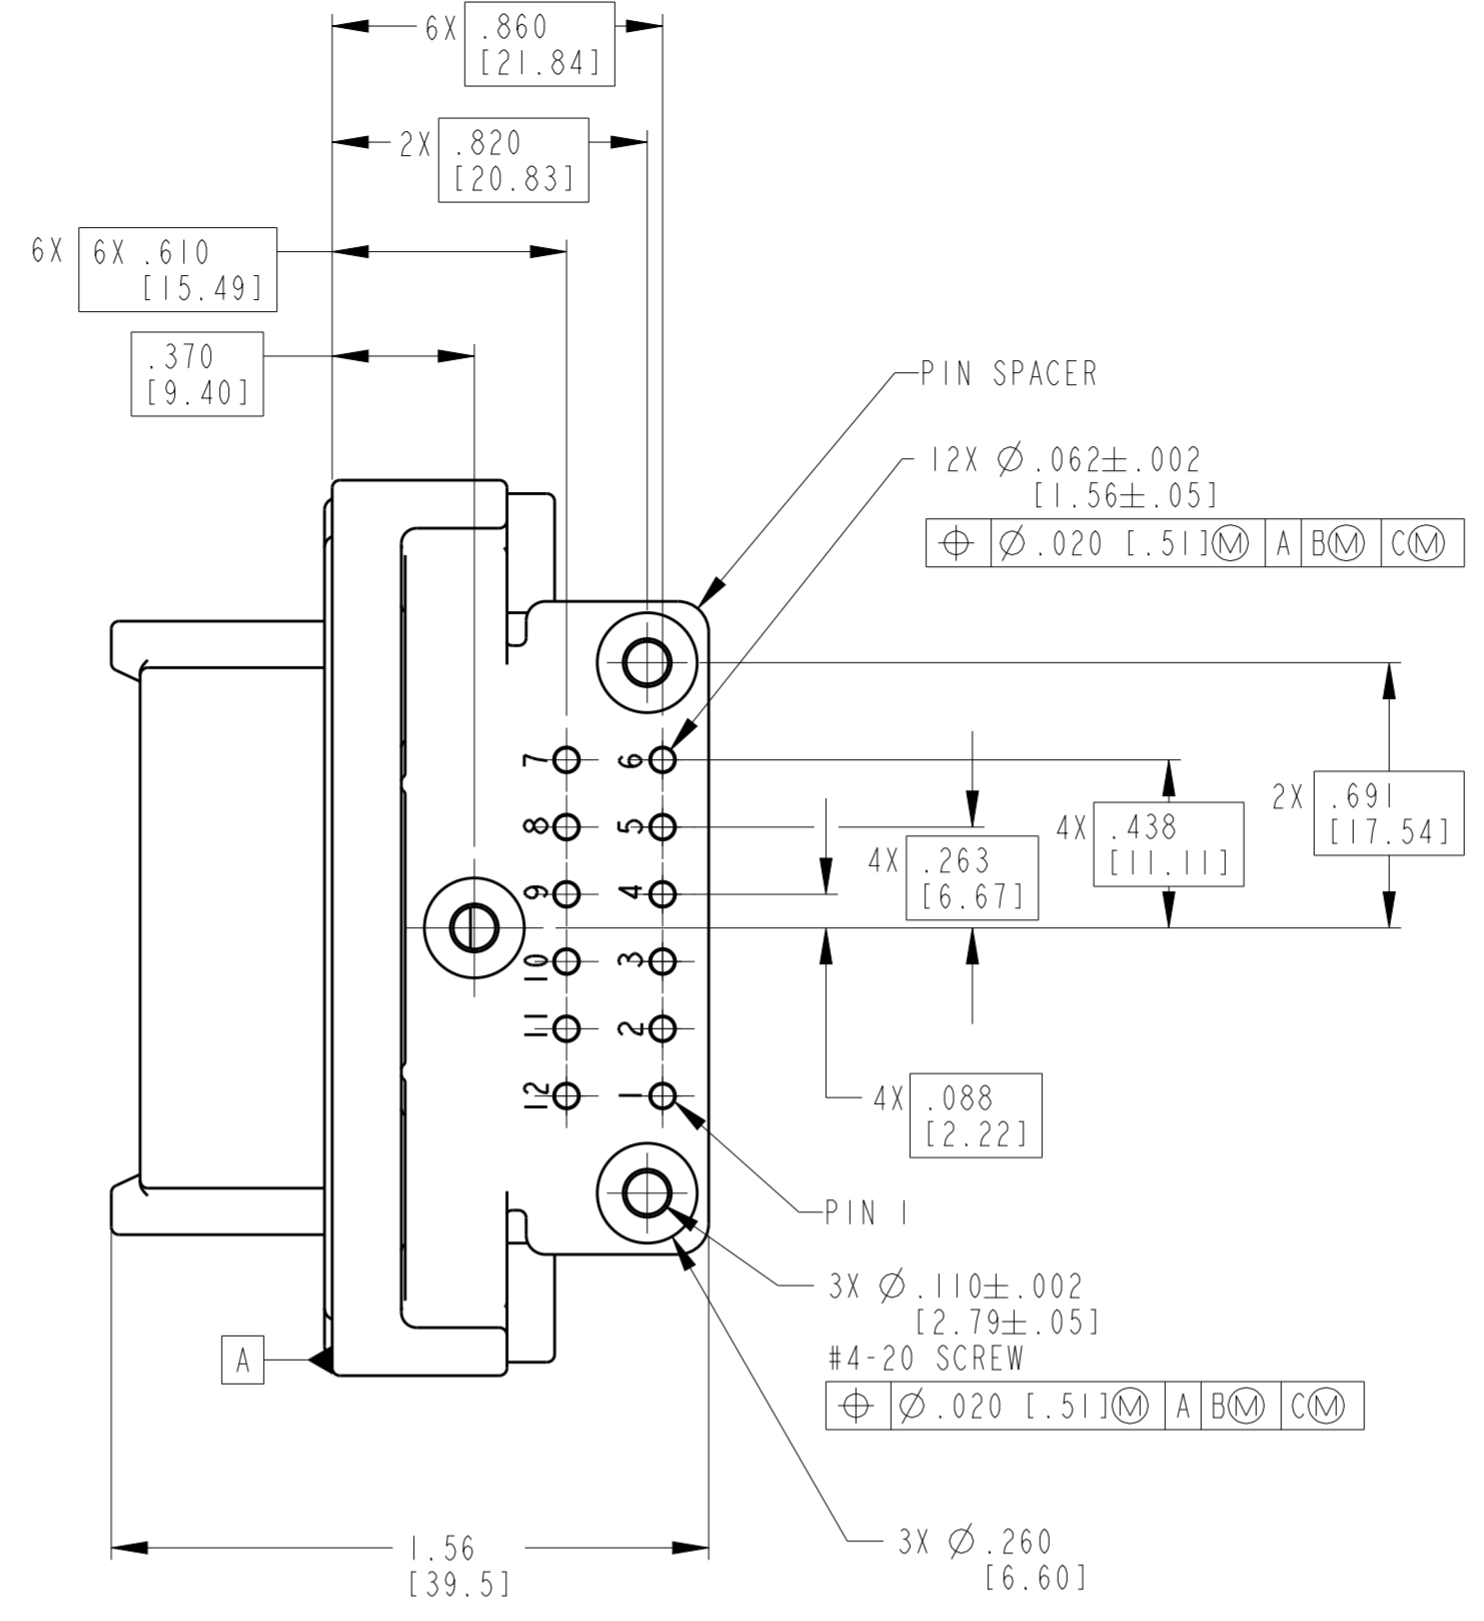 6X .860
[21.84]
2X .820
[20.83]
6X 6X .610
[15.49]
.370
[9.40]
PIN SPACER
12X Ø .062±.002
[1.56±.05]
⌖ Ø.020 [.51]Ⓜ A BⓂ CⓂ
7 6
8 5
9 4
10 3
11 2
12 1
2X .691
[17.54]
4X .438
[11.11]
4X .263
[6.67]
4X .088
[2.22]
PIN 1
3X Ø.110±.002
[2.79±.05]
#4-20 SCREW
⌖ Ø.020 [.51]Ⓜ A BⓂ CⓂ
A
1.56
[39.5]
3X Ø.260
[6.60]